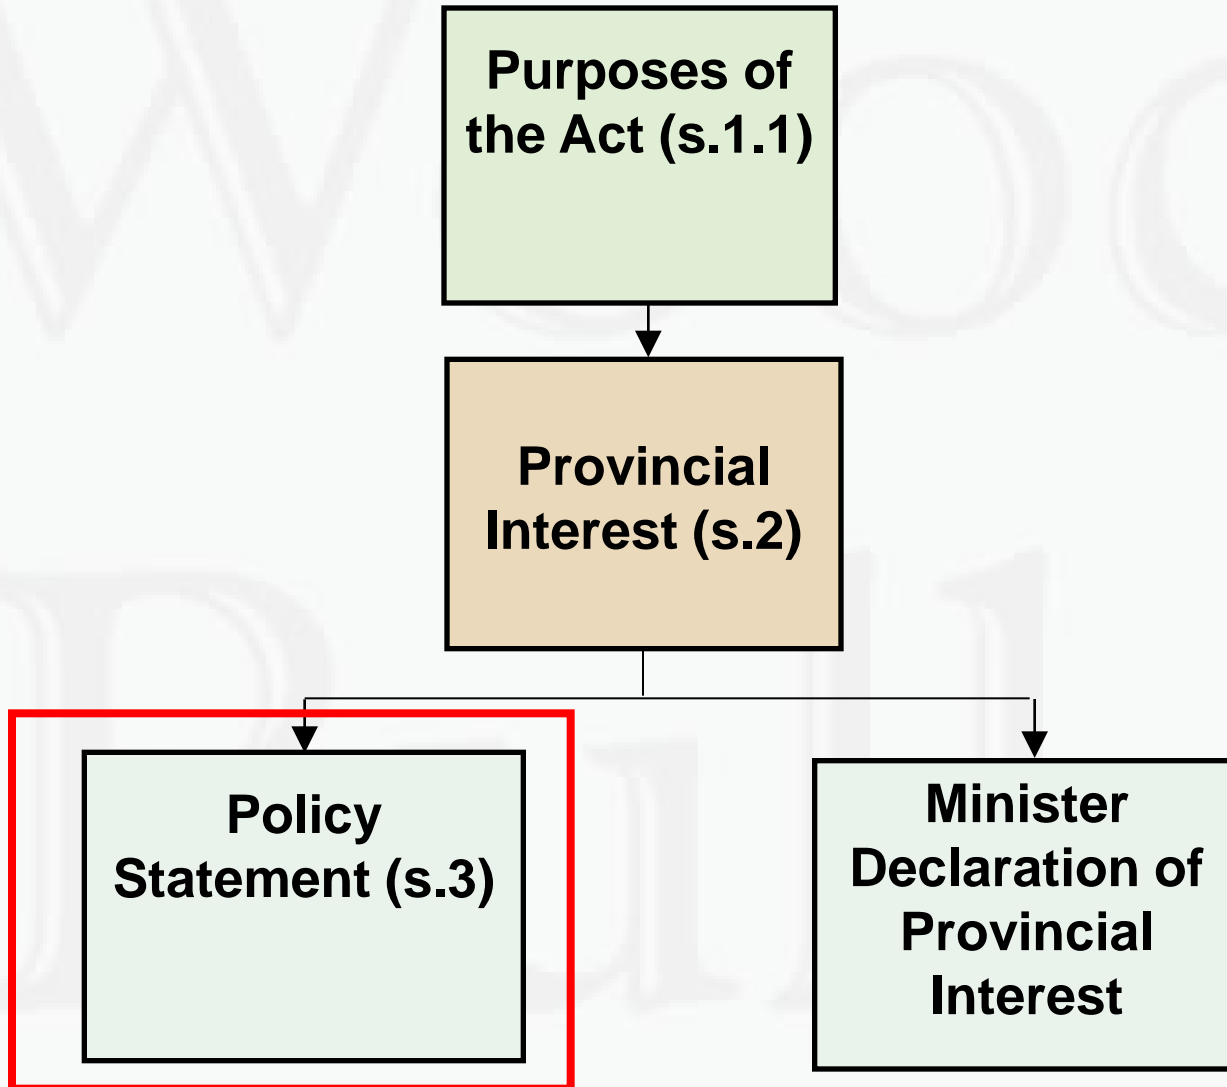 Purposes of
the Act (s.1.1)
Provincial
Interest (s.2)
Policy
Statement (s.3)
Minister
Declaration of
Provincial
Interest